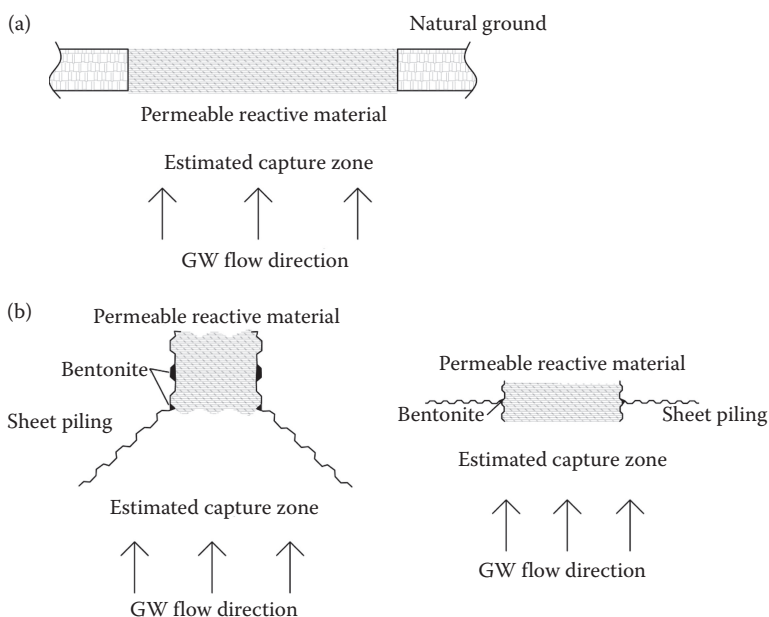 (a)
Natural ground
Permeable reactive material
Estimated capture zone
GW flow direction
(b)
Permeable reactive material
Bentonite
Sheet piling
Estimated capture zone
GW flow direction
Permeable reactive material
Bentonite
Sheet piling
Estimated capture zone
GW flow direction